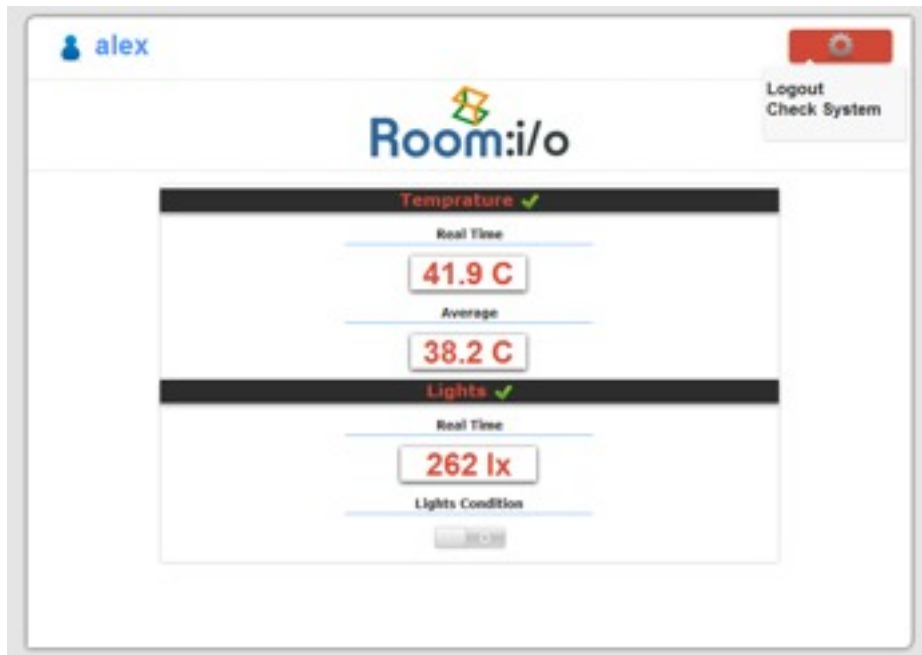 alex
Logout
Check System
Room:i/o
Temprature
Real Time
41.9 C
Average
38.2 C
Lights
Real Time
262 lx
Lights Condition